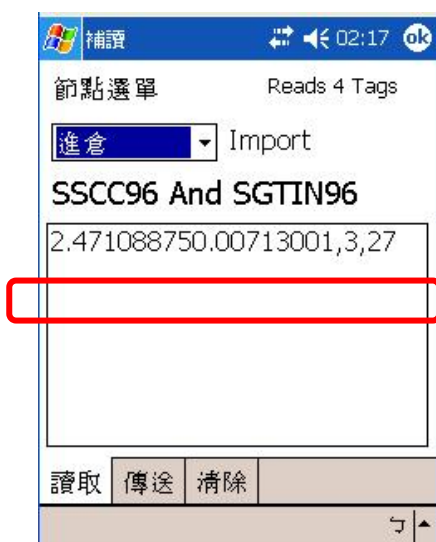 補讀 02:17 ok
節點選單 Reads 4 Tags
進倉 Import
SSCC96 And SGTIN96
2.471088750.00713001,3,27
讀取 傳送 清除
ㄅ